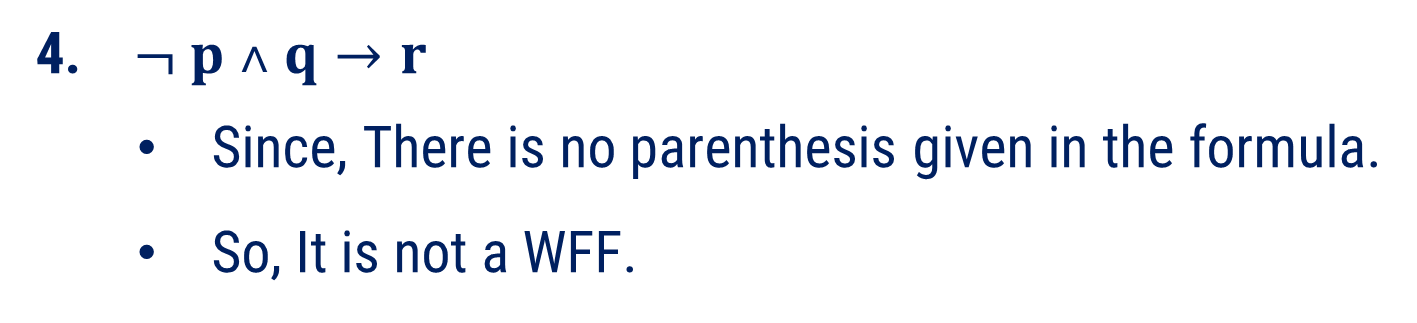 4. ¬ p ∧ q → r
• Since, There is no parenthesis given in the formula.
• So, It is not a WFF.